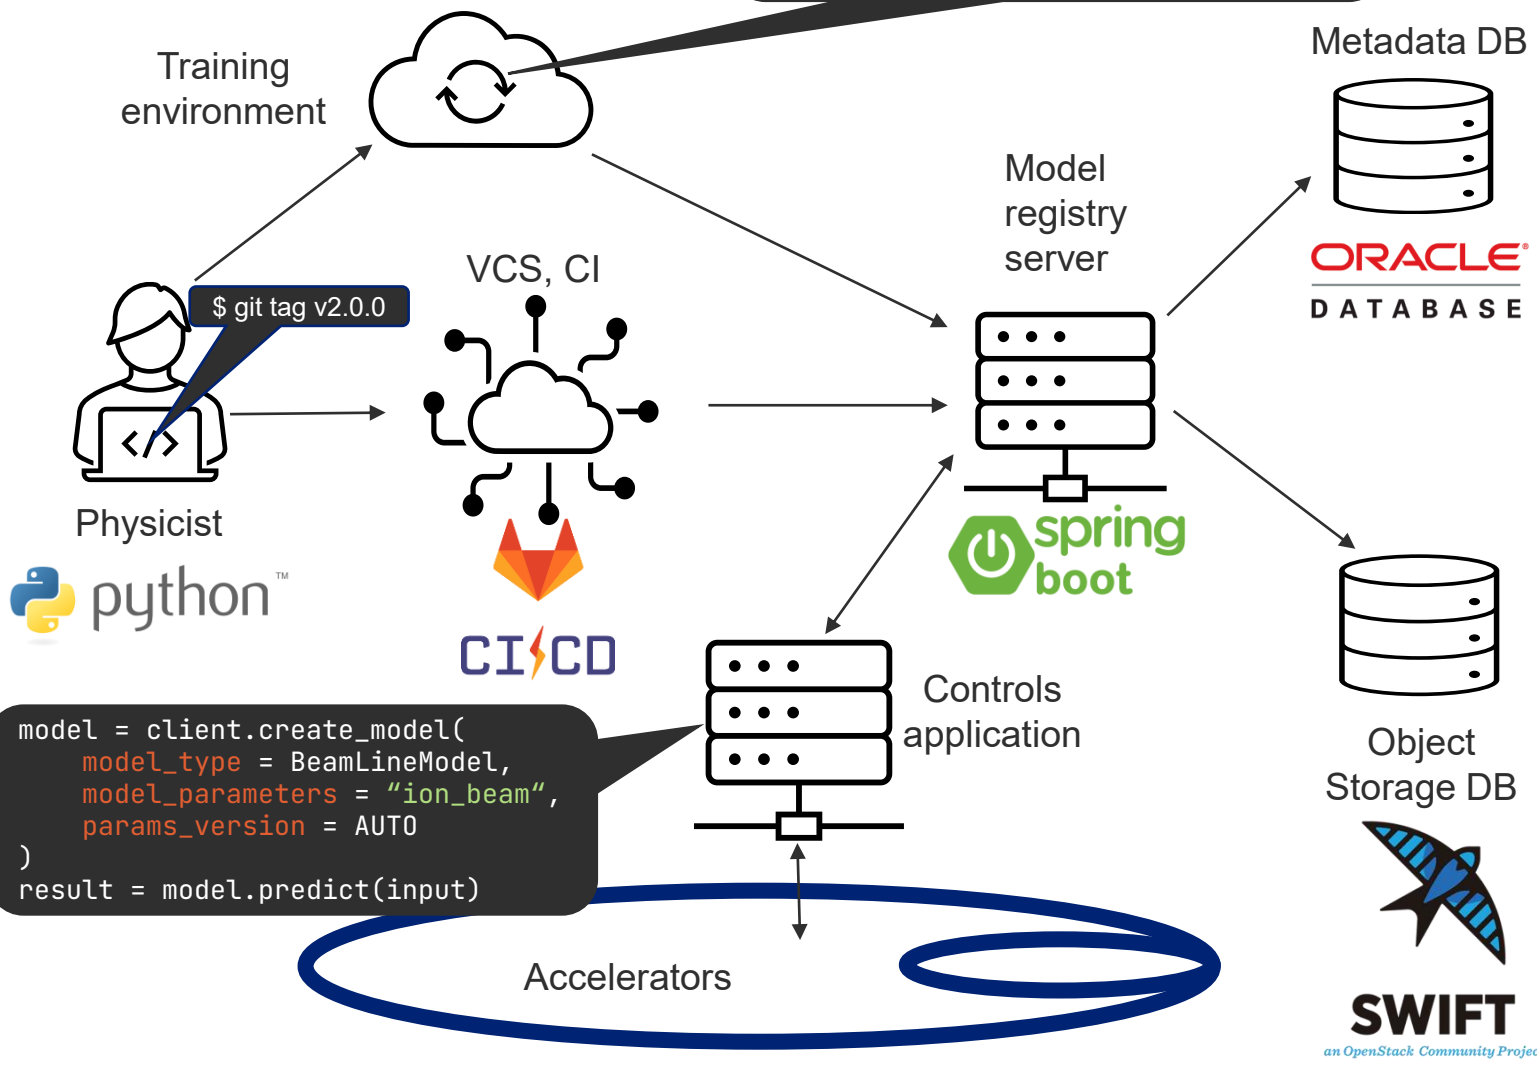 Training
environment
Metadata DB
ORACLE®
DATABASE
Model
registry
server
VCS, CI
$ git tag v2.0.0
Physicist
python™
CI CD
spring
boot
Controls
application
Object
Storage DB
model = client.create_model(
    model_type = BeamLineModel,
    model_parameters = “ion_beam“,
    params_version = AUTO
)
result = model.predict(input)
Accelerators
SWIFT
an OpenStack Community Projec